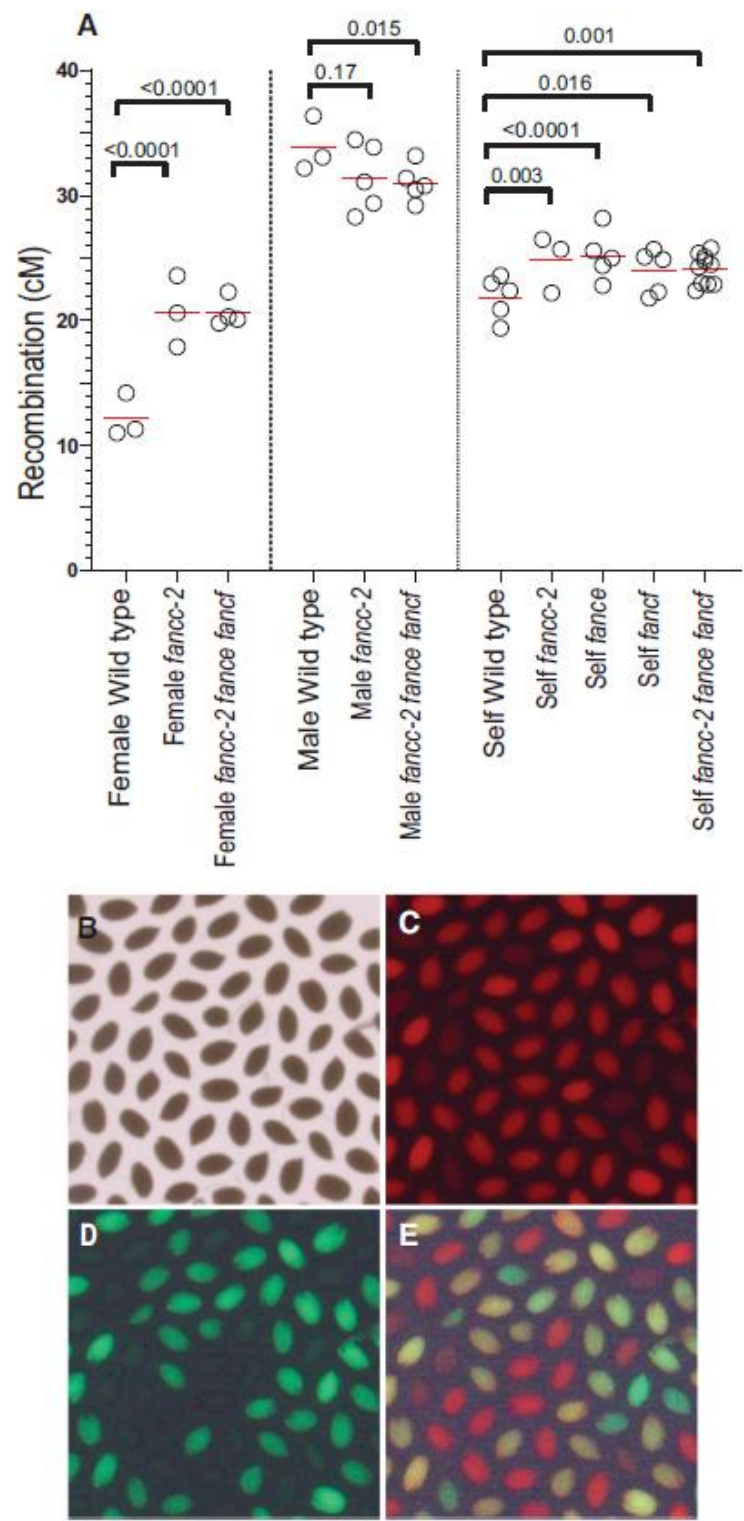 A
0.015
0.001
0.17
0.016
<0.0001
<0.0001
<0.0001
0.003
40
30
20
10
0
Recombination (cM)
Female Wild type
Female fancc-2
Female fancc-2 fance fancf
Male Wild type
Male fancc-2
Male fancc-2 fance fancf
Self Wild type
Self fancc-2
Self fance
Self fancf
Self fancc-2 fance fancf
B
C
D
E